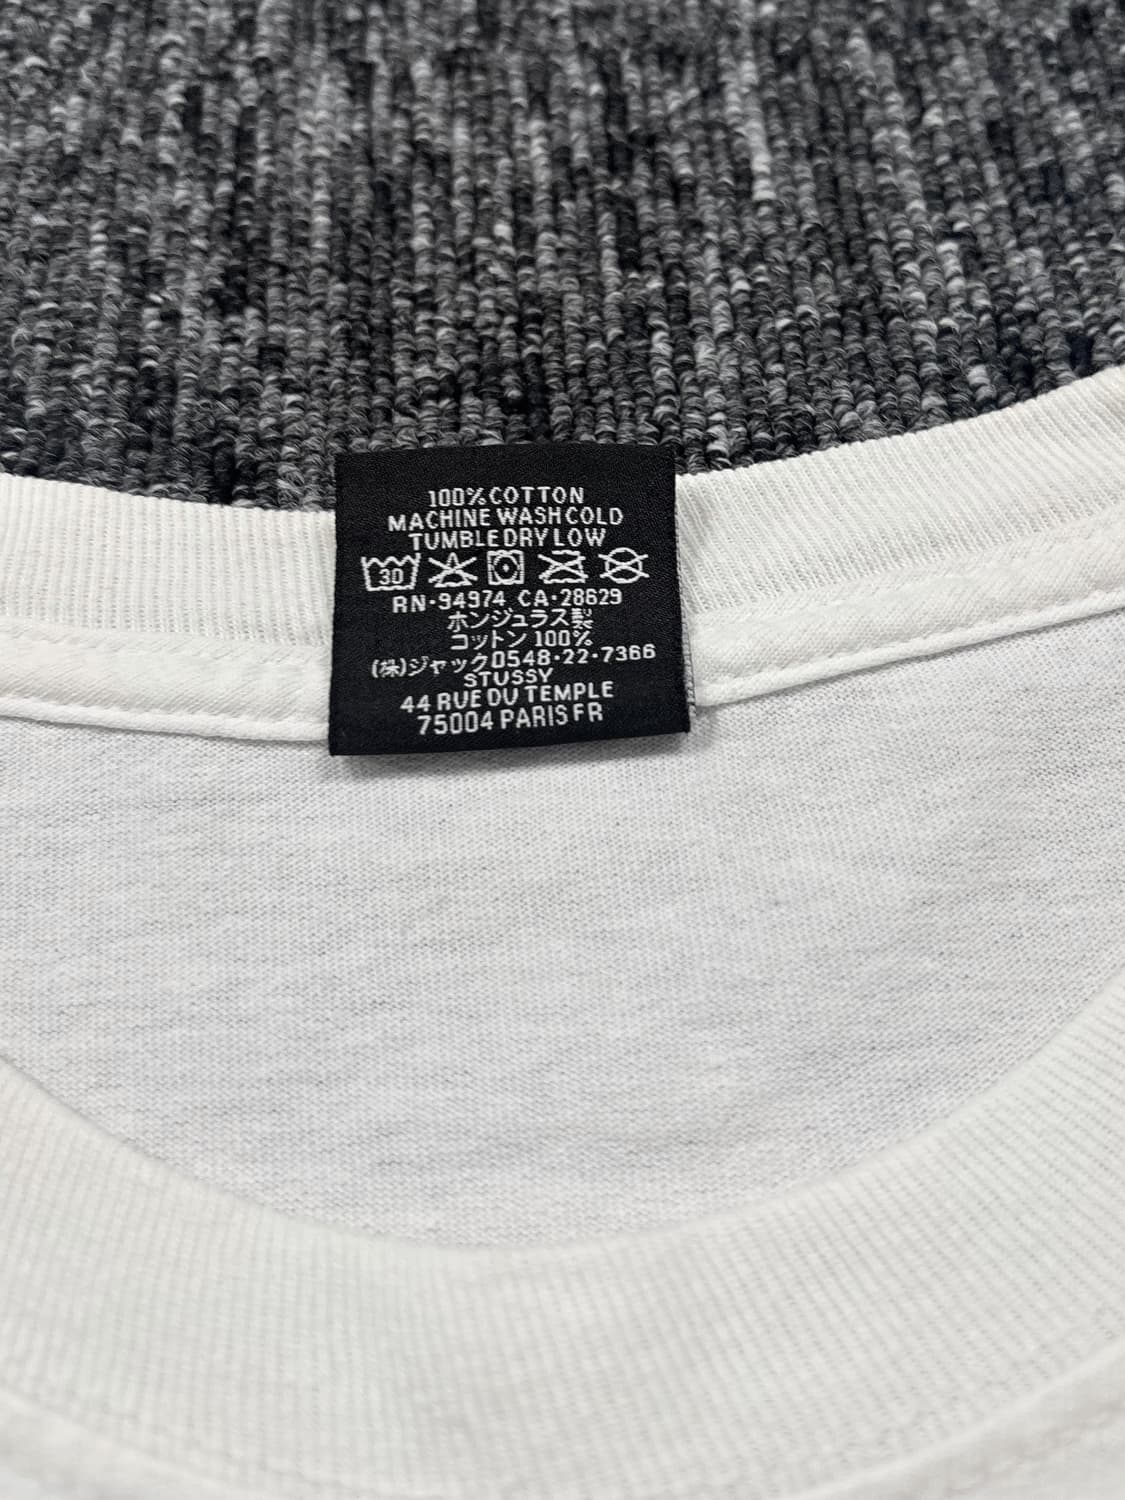 100%COTTON
MACHINE WASH COLD
TUMBLE DRY LOW
30
RN·94974 CA·28629
ホンジュラス製
コットン 100%
(株)ジャック0548·22·7366
STUSSY
44 RUE DU TEMPLE
75004 PARIS FR